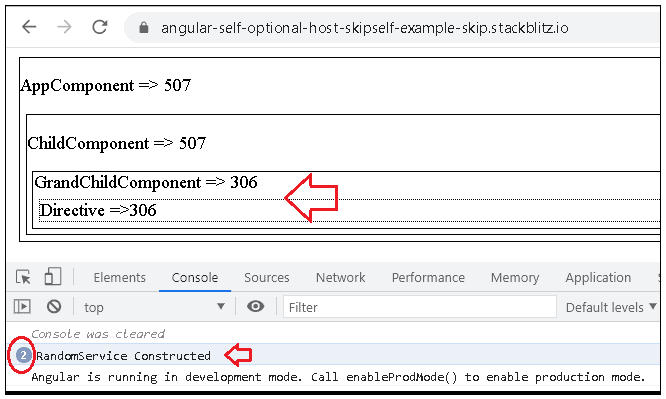 angular-self-optional-host-skipself-example-skip.stackblitz.io
AppComponent => 507
ChildComponent => 507
GrandChildComponent => 306
Directive =>306
Elements Console Sources Network Performance Memory Application
top Filter Default levels
Console was cleared
2 RandomService Constructed
Angular is running in development mode. Call enableProdMode() to enable production mode.